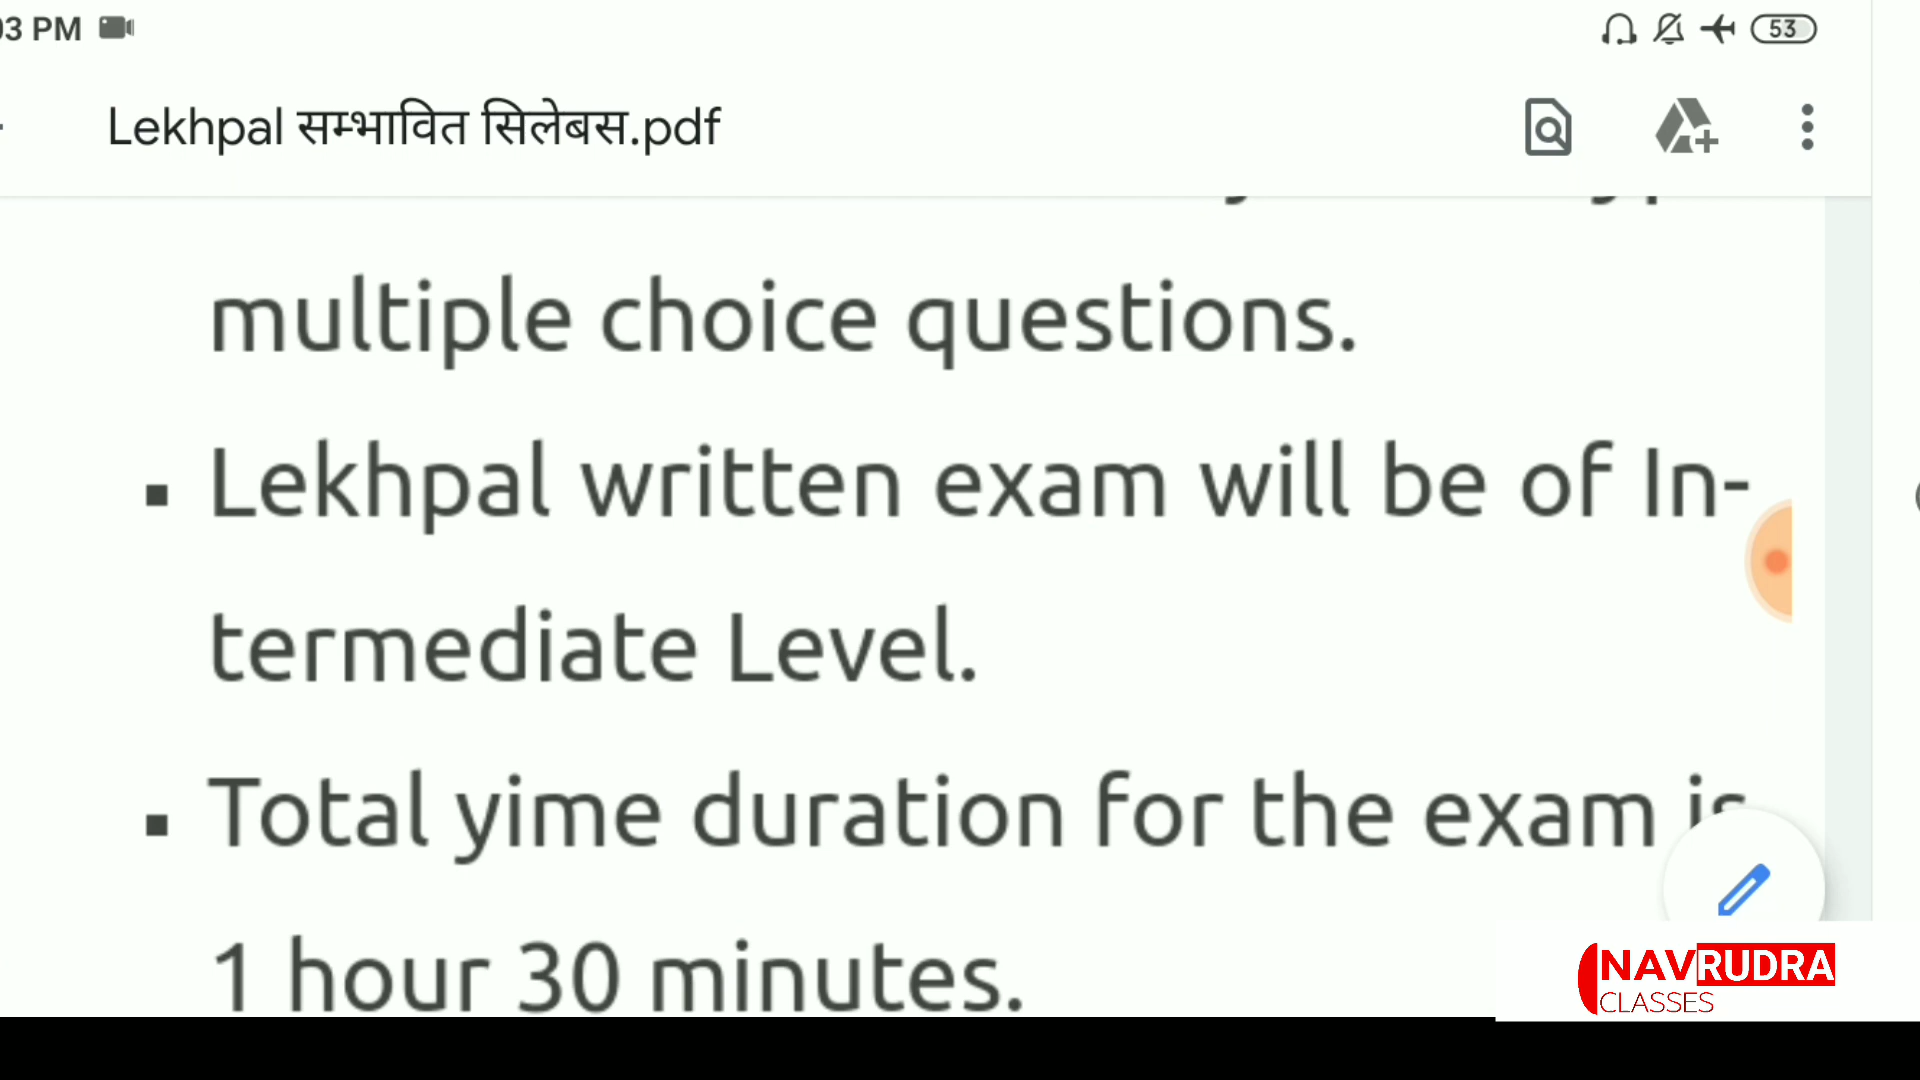 3 PM
53
Lekhpal सम्भावित सिलेबस.pdf
multiple choice questions.
▪ Lekhpal written exam will be of In-
termediate Level.
▪ Total yime duration for the exam is
1 hour 30 minutes.
NAVRUDRA
CLASSES